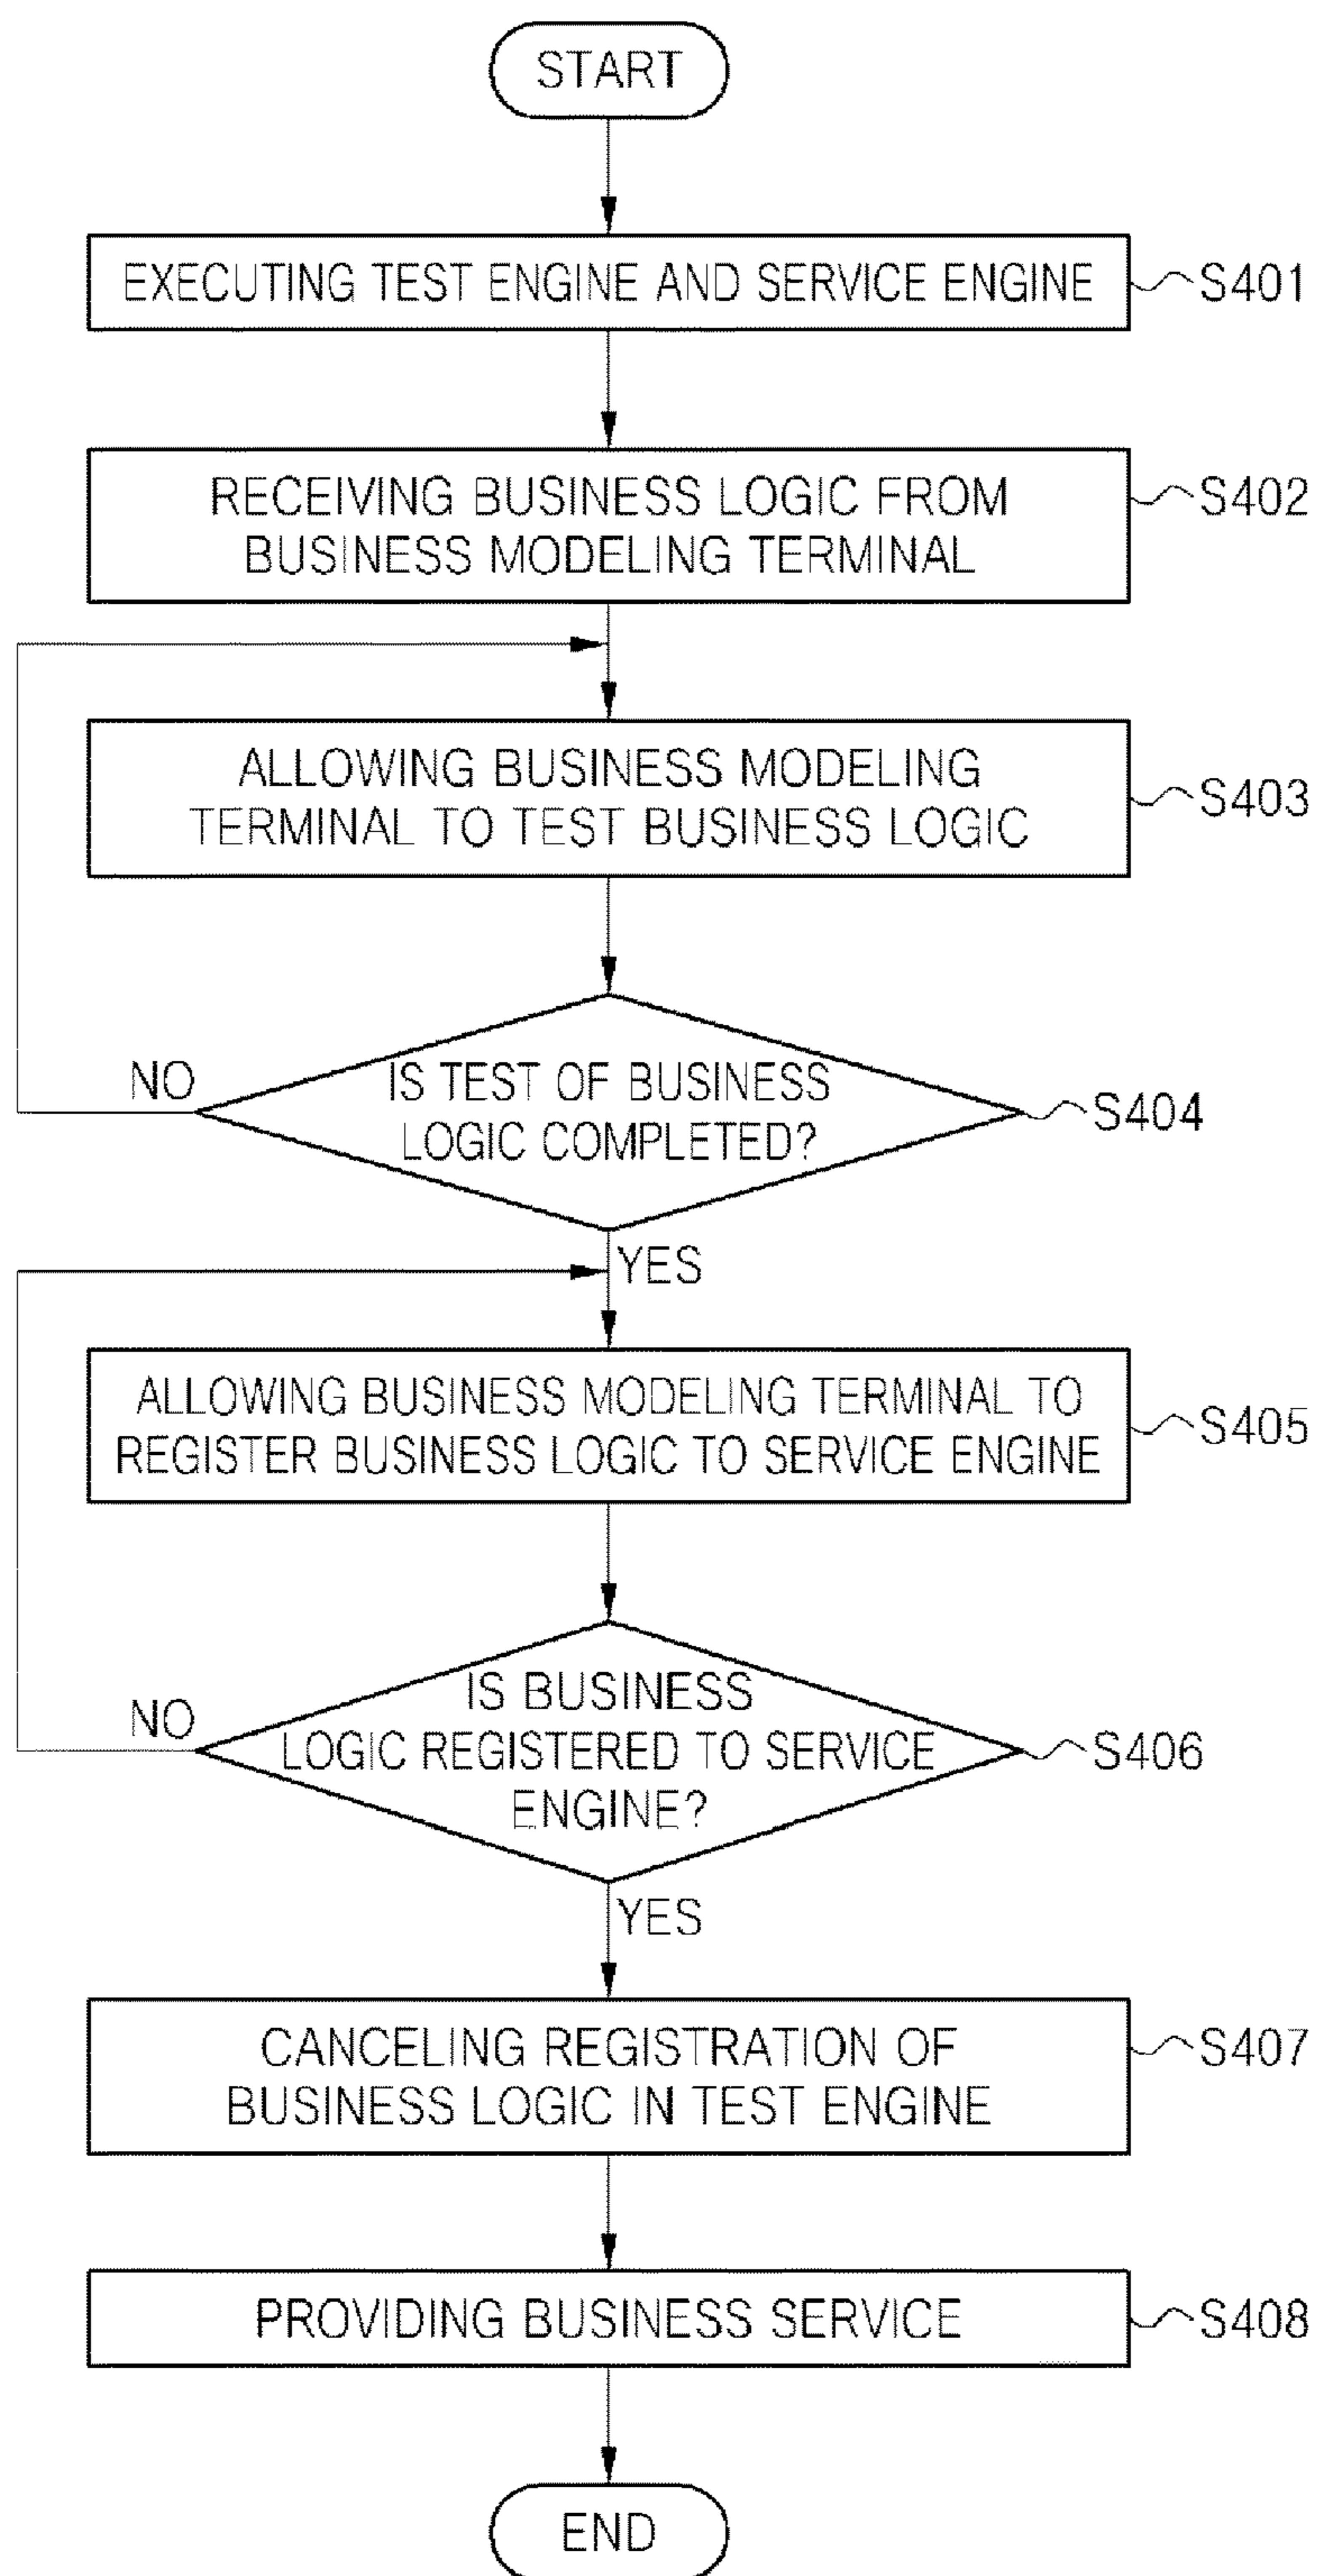 START
EXECUTING TEST ENGINE AND SERVICE ENGINE
S401
RECEIVING BUSINESS LOGIC FROM
BUSINESS MODELING TERMINAL
S402
ALLOWING BUSINESS MODELING
TERMINAL TO TEST BUSINESS LOGIC
S403
NO
IS TEST OF BUSINESS
LOGIC COMPLETED?
S404
YES
ALLOWING BUSINESS MODELING TERMINAL TO
REGISTER BUSINESS LOGIC TO SERVICE ENGINE
S405
NO
IS BUSINESS
LOGIC REGISTERED TO SERVICE
ENGINE?
S406
YES
CANCELING REGISTRATION OF
BUSINESS LOGIC IN TEST ENGINE
S407
PROVIDING BUSINESS SERVICE
S408
END